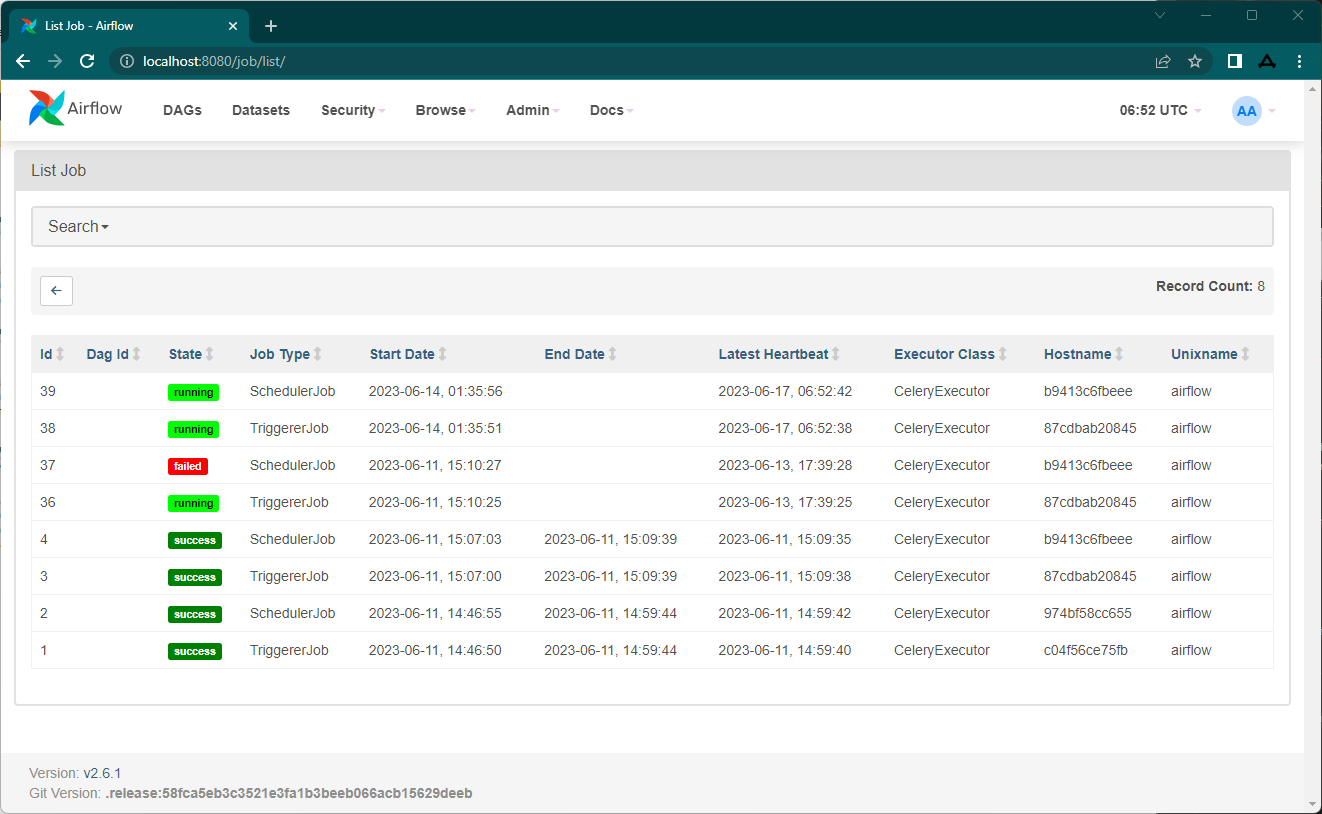 List Job - Airflow
localhost:8080/job/list/
Airflow DAGs Datasets Security Browse Admin Docs 06:52 UTC AA
List Job
Search
Record Count: 8
Id Dag Id State Job Type Start Date End Date Latest Heartbeat Executor Class Hostname Unixname
39 running SchedulerJob 2023-06-14, 01:35:56 2023-06-17, 06:52:42 CeleryExecutor b9413c6fbeee airflow
38 running TriggererJob 2023-06-14, 01:35:51 2023-06-17, 06:52:38 CeleryExecutor 87cdbab20845 airflow
37 failed SchedulerJob 2023-06-11, 15:10:27 2023-06-13, 17:39:28 CeleryExecutor b9413c6fbeee airflow
36 running TriggererJob 2023-06-11, 15:10:25 2023-06-13, 17:39:25 CeleryExecutor 87cdbab20845 airflow
4 success SchedulerJob 2023-06-11, 15:07:03 2023-06-11, 15:09:39 2023-06-11, 15:09:35 CeleryExecutor b9413c6fbeee airflow
3 success TriggererJob 2023-06-11, 15:07:00 2023-06-11, 15:09:39 2023-06-11, 15:09:38 CeleryExecutor 87cdbab20845 airflow
2 success SchedulerJob 2023-06-11, 14:46:55 2023-06-11, 14:59:44 2023-06-11, 14:59:42 CeleryExecutor 974bf58cc655 airflow
1 success TriggererJob 2023-06-11, 14:46:50 2023-06-11, 14:59:44 2023-06-11, 14:59:40 CeleryExecutor c04f56ce75fb airflow
Version: v2.6.1
Git Version: .release:58fca5eb3c3521e3fa1b3beeb066acb15629deeb